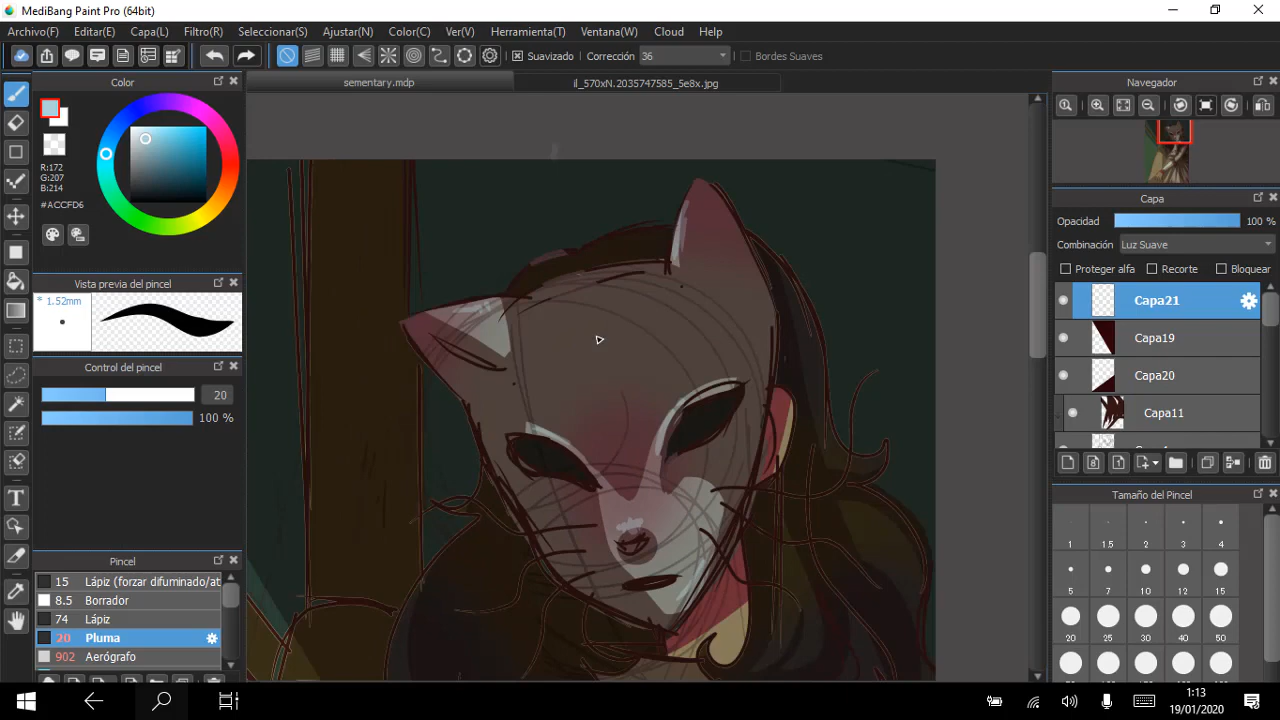 MediBang Paint Pro (64bit)
Archivo(F) Editar(E) Capa(L) Filtro(R) Seleccionar(S) Ajustar(N) Color(C) Ver(V) Herramienta(T) Ventana(W) Cloud Help
Suavizado Corrección 36 Bordes Suaves
Color
sementary.mdp
il_570xN.2035747585_5e8x.jpg
Navegador
R:172
G:207
B:214
#ACCFD6
Capa
Opacidad 100 %
Combinación Luz Suave
Proteger alfa Recorte Bloquear
Capa21
Capa19
Capa20
Capa11
Vista previa del pincel
* 1.52mm
Control del pincel
20
100 %
Pincel
15 Lápiz (forzar difuminado/at
8.5 Borrador
74 Lápiz
20 Pluma
902 Aerógrafo
Tamaño del Pincel
1 1.5 2 3 4
5 7 10 12 15
20 25 30 40 50
1:13
19/01/2020